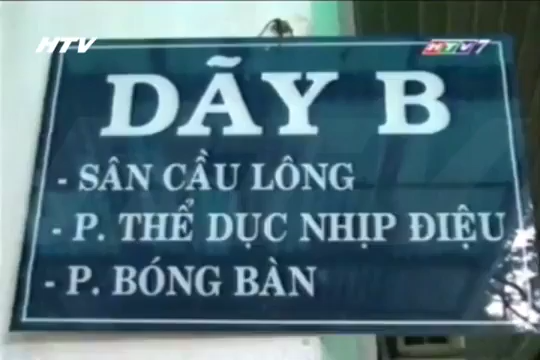 HTV HTV7
DÃY B
- SÂN CẦU LÔNG
- P. THỂ DỤC NHỊP ĐIỆU
- P. BÓNG BÀN